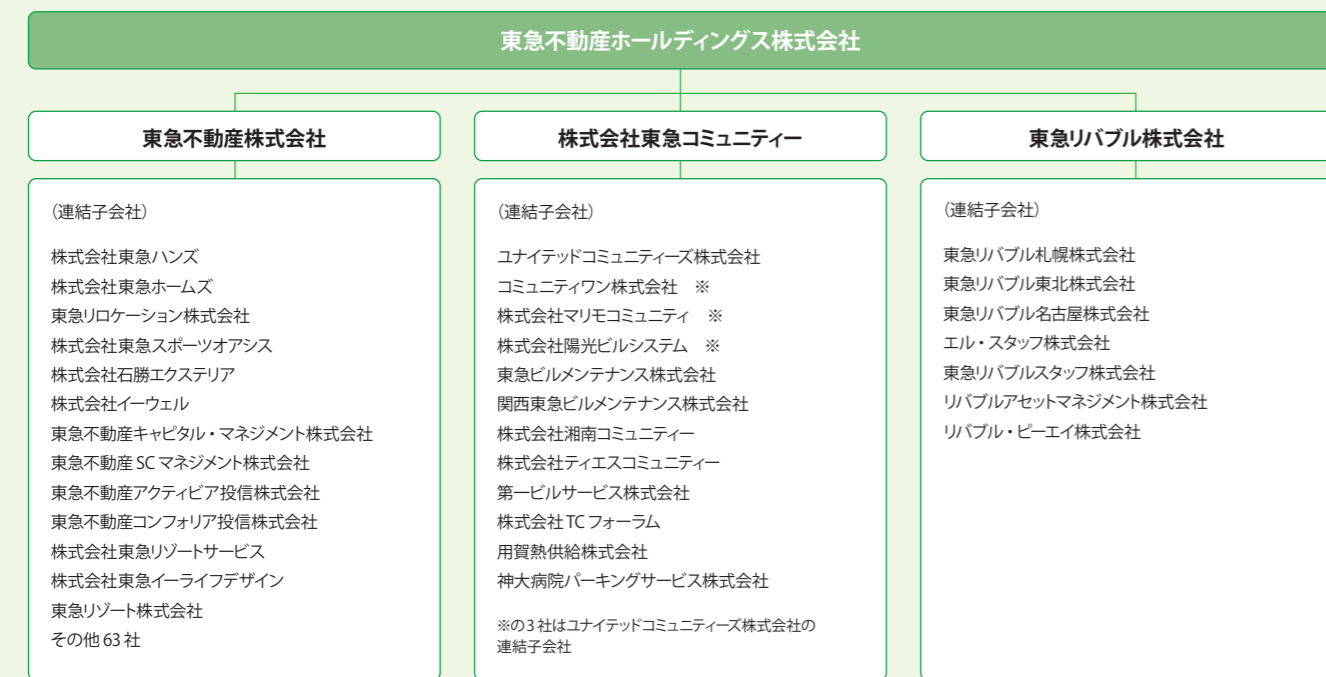 東急不動産ホールディングス株式会社
東急不動産株式会社
(連結子会社)
株式会社東急ハンズ
株式会社東急ホームズ
東急リロケーション株式会社
株式会社東急スポーツオアシス
株式会社石勝エクステリア
株式会社イーウェル
東急不動産キャピタル・マネジメント株式会社
東急不動産 SC マネジメント株式会社
東急不動産アクティビア投信株式会社
東急不動産コンフォリア投信株式会社
株式会社東急リゾートサービス
株式会社東急イーライフデザイン
東急リゾート株式会社
その他 63 社
株式会社東急コミュニティー
(連結子会社)
ユナイテッドコミュニティーズ株式会社
コミュニティワン株式会社 ※
株式会社マリモコミュニティ ※
株式会社陽光ビルシステム ※
東急ビルメンテナンス株式会社
関西東急ビルメンテナンス株式会社
株式会社湘南コミュニティー
株式会社ティエスコミュニティー
第一ビルサービス株式会社
株式会社 TC フォーラム
用賀熱供給株式会社
神大病院パーキングサービス株式会社
※の3社はユナイテッドコミュニティーズ株式会社の
連結子会社
東急リバブル株式会社
(連結子会社)
東急リバブル札幌株式会社
東急リバブル東北株式会社
東急リバブル名古屋株式会社
エル・スタッフ株式会社
東急リバブルスタッフ株式会社
リバブルアセットマネジメント株式会社
リバブル・ピーエイ株式会社